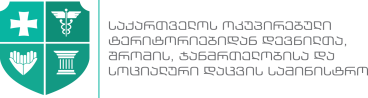 საქართველოს ოკუპირებული
ტერიტორიებიდან დევნილთა,
შრომის, ჯანმრთელობისა და
სოციალური დაცვის სამინისტრო